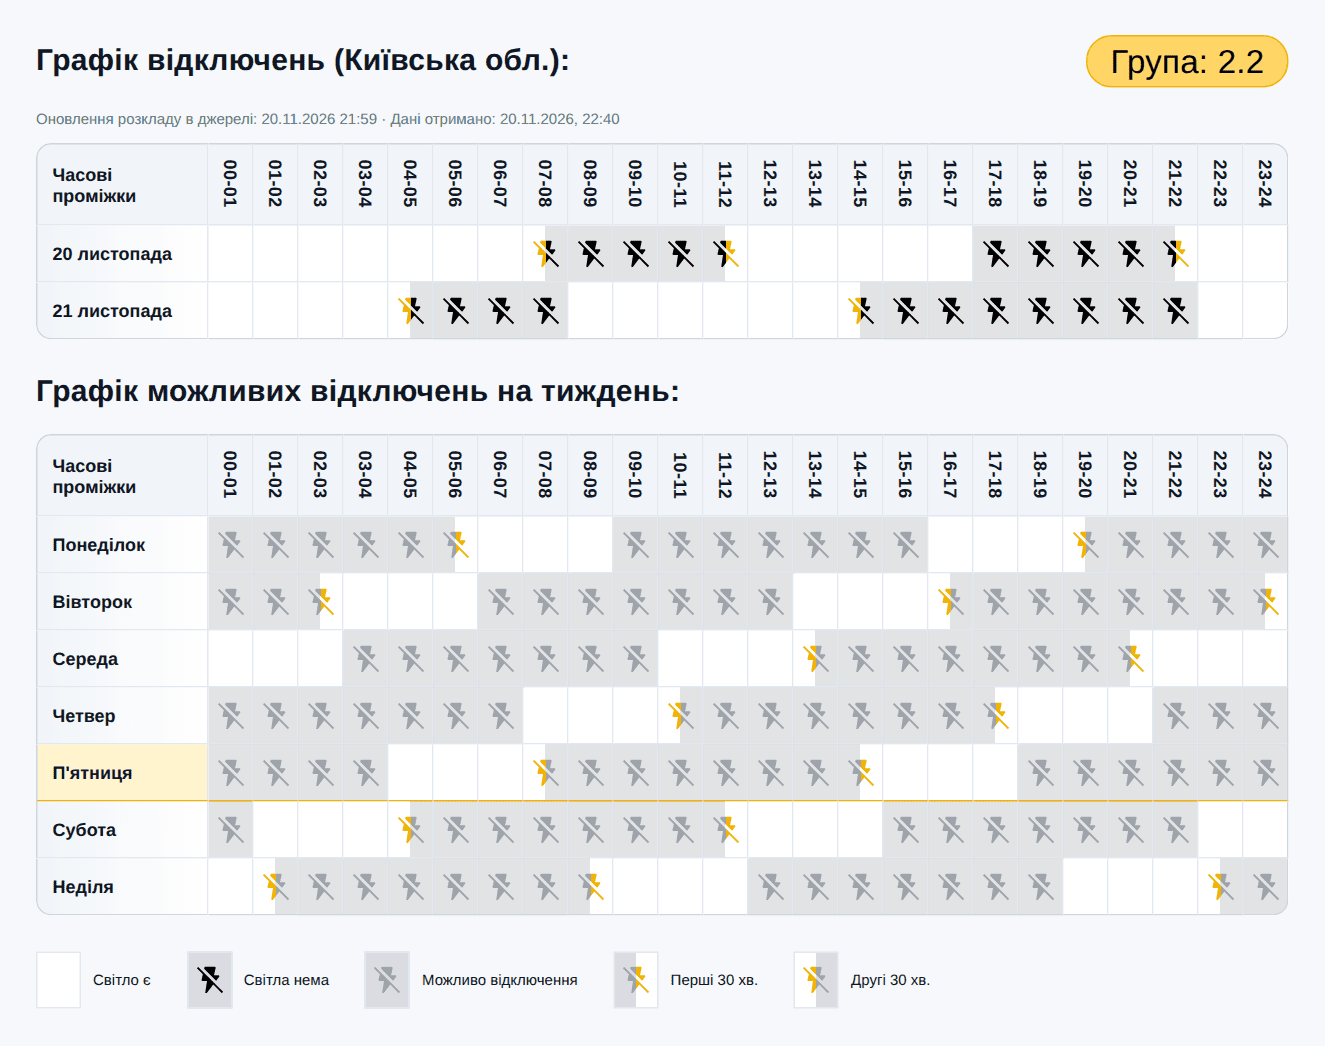 Графік відключень (Київська обл.):
Група: 2.2
Оновлення розкладу в джерелі: 20.11.2026 21:59 · Дані отримано: 20.11.2026, 22:40
Часові
проміжки
00-01 01-02 02-03 03-04 04-05 05-06 06-07 07-08 08-09 09-10 10-11 11-12 12-13 13-14 14-15 15-16 16-17 17-18 18-19 19-20 20-21 21-22 22-23 23-24
20 листопада
21 листопада
Графік можливих відключень на тиждень:
Часові
проміжки
00-01 01-02 02-03 03-04 04-05 05-06 06-07 07-08 08-09 09-10 10-11 11-12 12-13 13-14 14-15 15-16 16-17 17-18 18-19 19-20 20-21 21-22 22-23 23-24
Понеділок
Вівторок
Середа
Четвер
П'ятниця
Субота
Неділя
Світло є
Світла нема
Можливо відключення
Перші 30 хв.
Другі 30 хв.